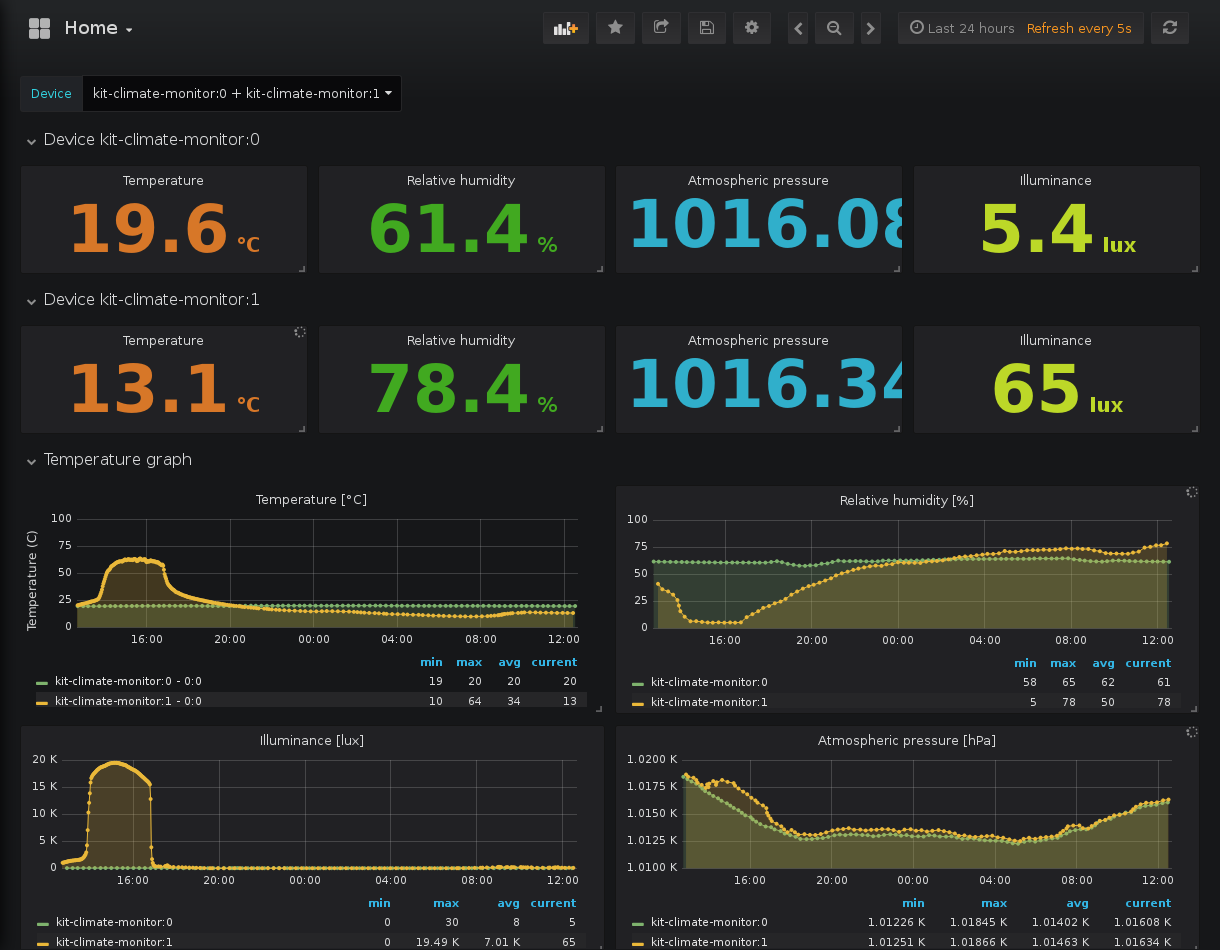 Home
Last 24 hours Refresh every 5s
Device kit-climate-monitor:0 + kit-climate-monitor:1
Device kit-climate-monitor:0
Temperature Relative humidity Atmospheric pressure Illuminance
19.6 °C 61.4 % 1016.08 5.4 lux
Device kit-climate-monitor:1
Temperature Relative humidity Atmospheric pressure Illuminance
13.1 °C 78.4 % 1016.34 65 lux
Temperature graph
Temperature [°C]
Temperature (C)
100
75
50
25
0
16:00 20:00 00:00 04:00 08:00 12:00
min max avg current
kit-climate-monitor:0 - 0:0 19 20 20 20
kit-climate-monitor:1 - 0:0 10 64 34 13
Relative humidity [%]
100
75
50
25
0
16:00 20:00 00:00 04:00 08:00 12:00
min max avg current
kit-climate-monitor:0 58 65 62 61
kit-climate-monitor:1 5 78 50 78
Illuminance [lux]
20 K
15 K
10 K
5 K
0
16:00 20:00 00:00 04:00 08:00 12:00
min max avg current
kit-climate-monitor:0 0 30 8 5
kit-climate-monitor:1 0 19.49 K 7.01 K 65
Atmospheric pressure [hPa]
1.0200 K
1.0175 K
1.0150 K
1.0125 K
1.0100 K
16:00 20:00 00:00 04:00 08:00 12:00
min max avg current
kit-climate-monitor:0 1.01226 K 1.01845 K 1.01402 K 1.01608 K
kit-climate-monitor:1 1.01251 K 1.01866 K 1.01463 K 1.01634 K